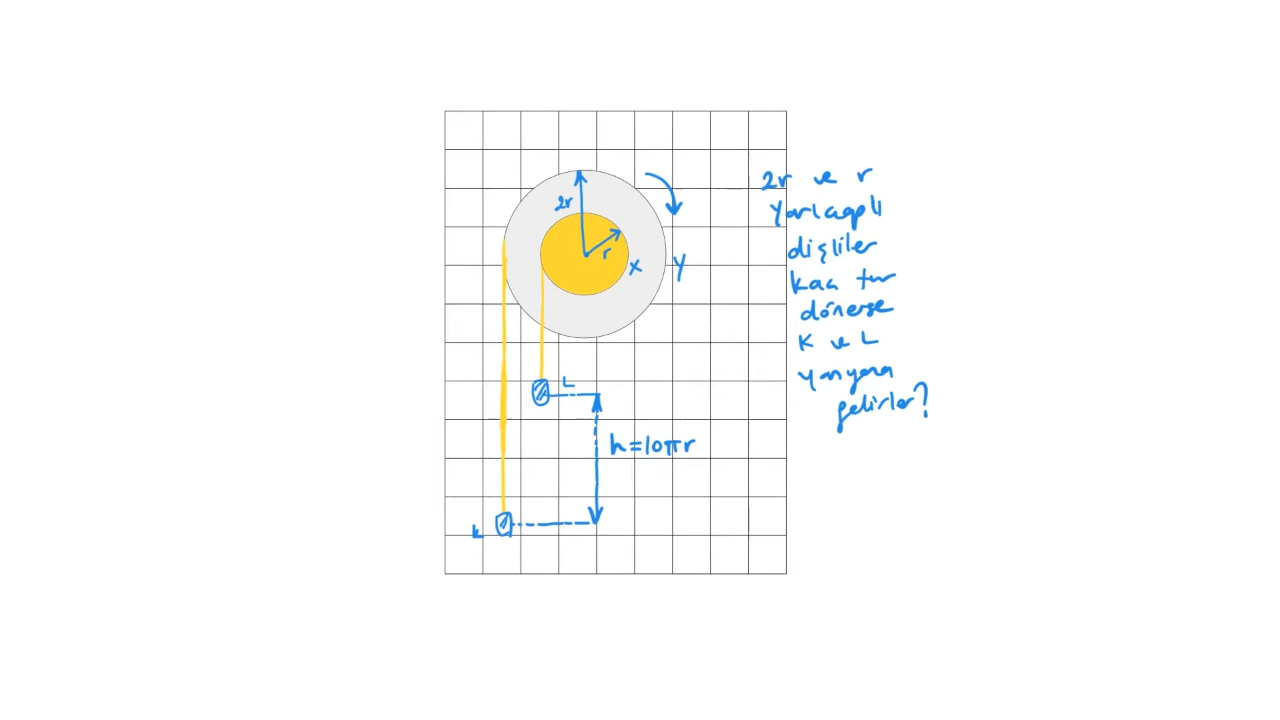 2r ve r
yarıçaplı
dişliler
kaç tur
dönerse
K ve L
yanyana
gelirler?
2r
r
X
Y
L
h=10πr
K